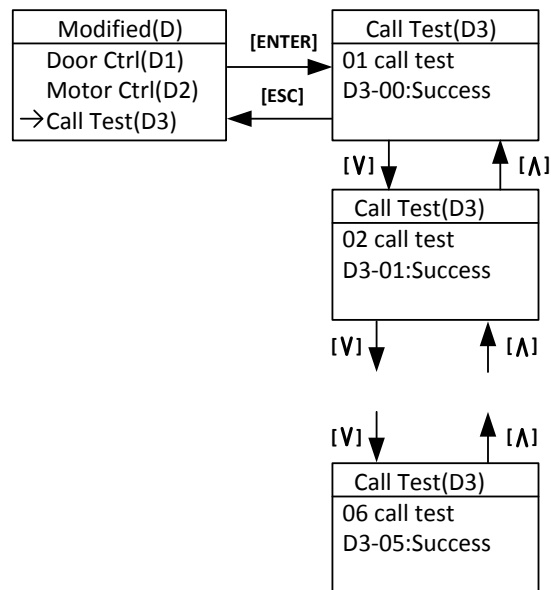 Modified(D)
Door Ctrl(D1)
Motor Ctrl(D2)
→Call Test(D3)
[ENTER]
[ESC]
Call Test(D3)
01 call test
D3-00:Success
[V]
[Λ]
Call Test(D3)
02 call test
D3-01:Success
[V]
[Λ]
[V]
[Λ]
Call Test(D3)
06 call test
D3-05:Success